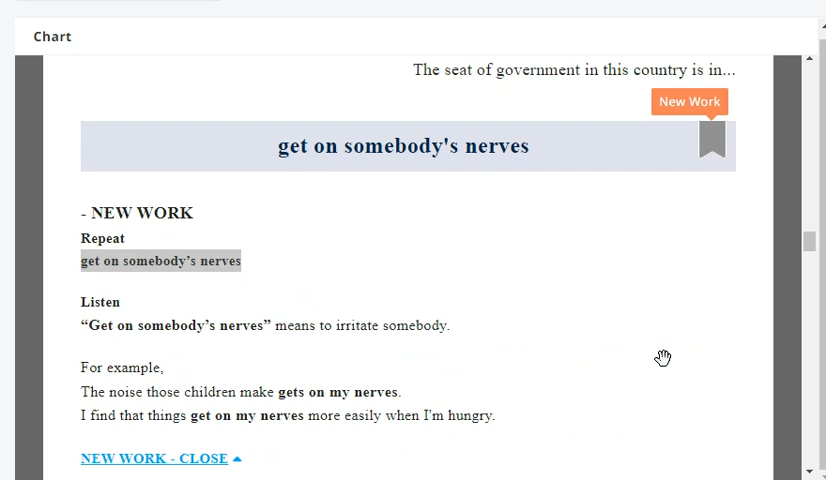 Chart
The seat of government in this country is in...
New Work
get on somebody's nerves
- NEW WORK
Repeat
get on somebody’s nerves
Listen
“Get on somebody’s nerves” means to irritate somebody.
For example,
The noise those children make gets on my nerves.
I find that things get on my nerves more easily when I'm hungry.
NEW WORK - CLOSE